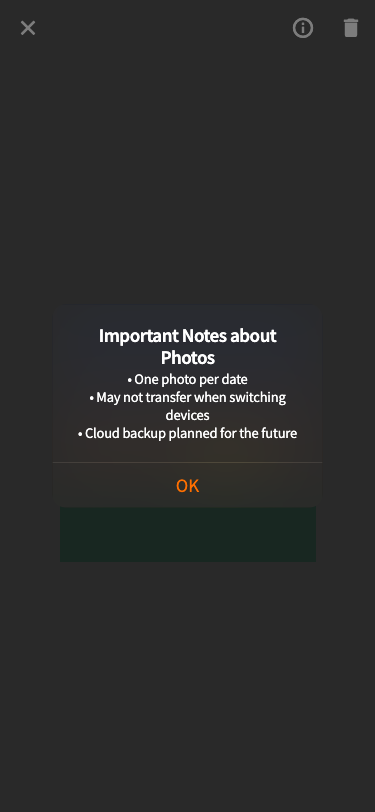 Important Notes about
Photos
• One photo per date
• May not transfer when switching
devices
• Cloud backup planned for the future
OK